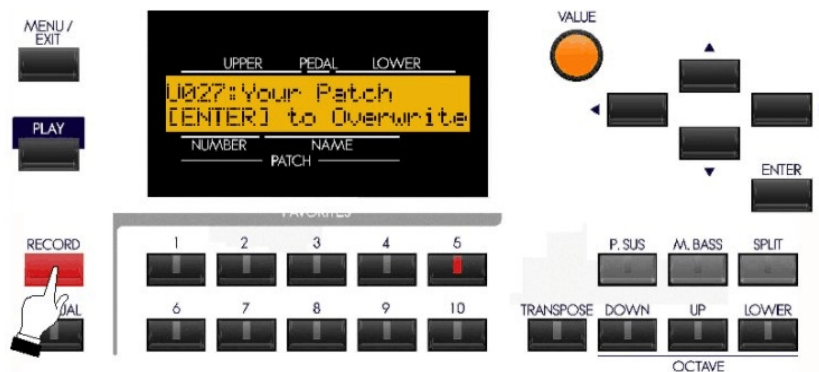 MENU /
EXIT
VALUE
UPPER PEDAL LOWER
U027:Your Patch
[ENTER] to Overwrite
PLAY
NUMBER NAME
PATCH
ENTER
FAVORITES
RECORD
1 2 3 4 5
P. SUS M. BASS SPLIT
6 7 8 9 10
TRANSPOSE DOWN UP LOWER
OCTAVE